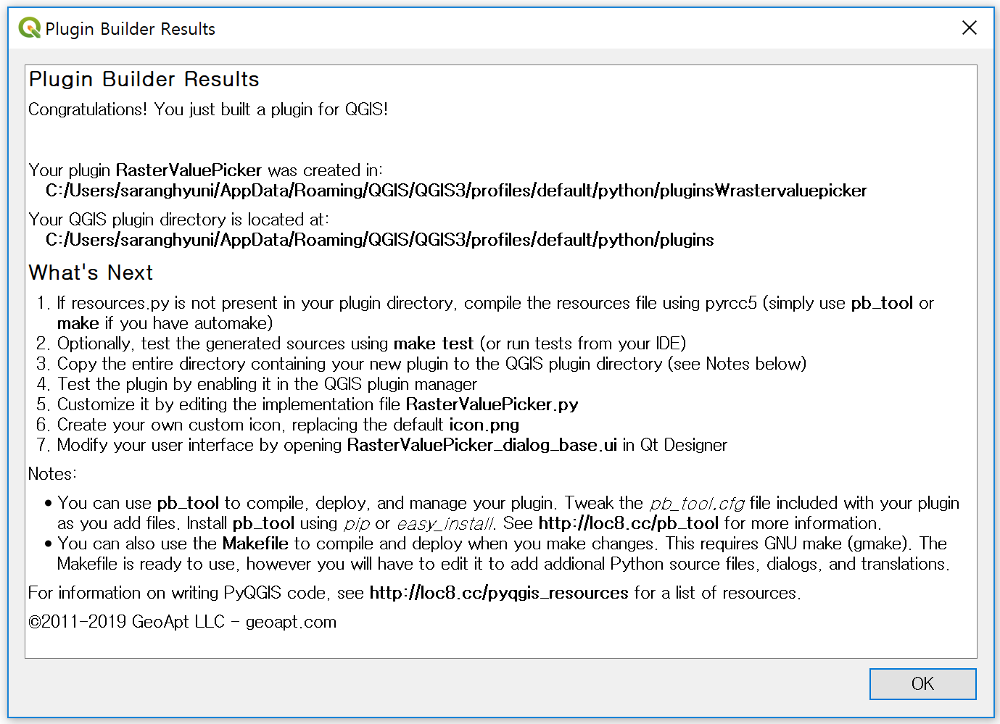 Plugin Builder Results
Plugin Builder Results
Congratulations! You just built a plugin for QGIS!
Your plugin RasterValuePicker was created in:
C:/Users/saranghyuni/AppData/Roaming/QGIS/QGIS3/profiles/default/python/plugins₩rastervaluepicker
Your QGIS plugin directory is located at:
C:/Users/saranghyuni/AppData/Roaming/QGIS/QGIS3/profiles/default/python/plugins
What's Next
1. If resources.py is not present in your plugin directory, compile the resources file using pyrcc5 (simply use pb_tool or
make if you have automake)
2. Optionally, test the generated sources using make test (or run tests from your IDE)
3. Copy the entire directory containing your new plugin to the QGIS plugin directory (see Notes below)
4. Test the plugin by enabling it in the QGIS plugin manager
5. Customize it by editing the implementation file RasterValuePicker.py
6. Create your own custom icon, replacing the default icon.png
7. Modify your user interface by opening RasterValuePicker_dialog_base.ui in Qt Designer
Notes:
• You can use pb_tool to compile, deploy, and manage your plugin. Tweak the pb_tool.cfg file included with your plugin
as you add files. Install pb_tool using pip or easy_install. See http://loc8.cc/pb_tool for more information.
• You can also use the Makefile to compile and deploy when you make changes. This requires GNU make (gmake). The
Makefile is ready to use, however you will have to edit it to add addional Python source files, dialogs, and translations.
For information on writing PyQGIS code, see http://loc8.cc/pyqgis_resources for a list of resources.
©2011-2019 GeoApt LLC - geoapt.com
OK